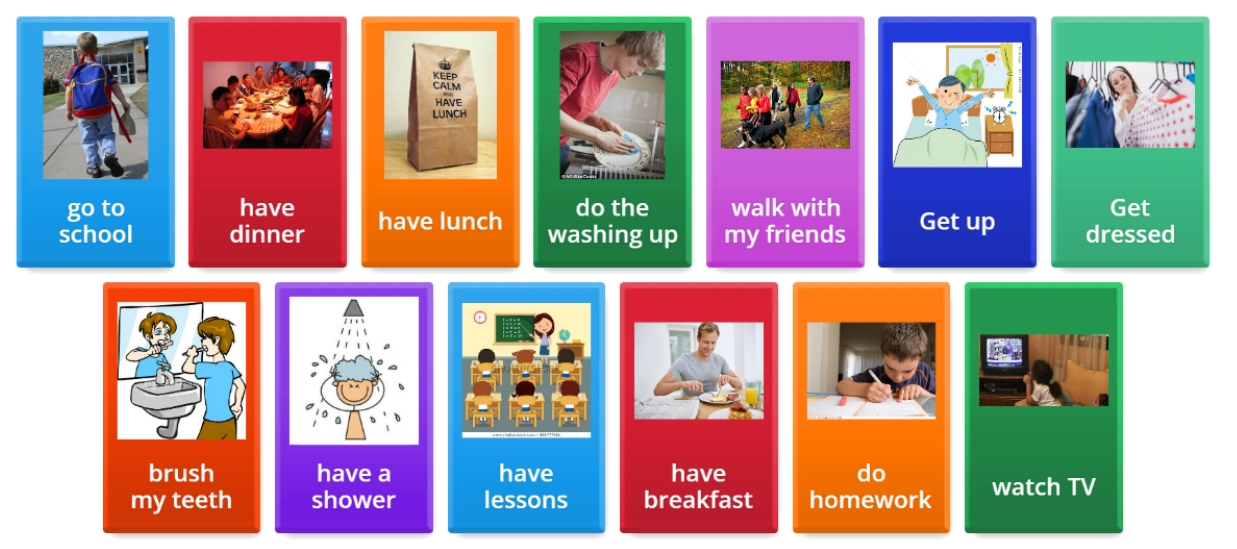 KEEP
CALM
AND
HAVE
LUNCH
go to
school
have
dinner
have lunch
do the
washing up
walk with
my friends
Get up
Get
dressed
brush
my teeth
have a
shower
have
lessons
have
breakfast
do
homework
watch TV